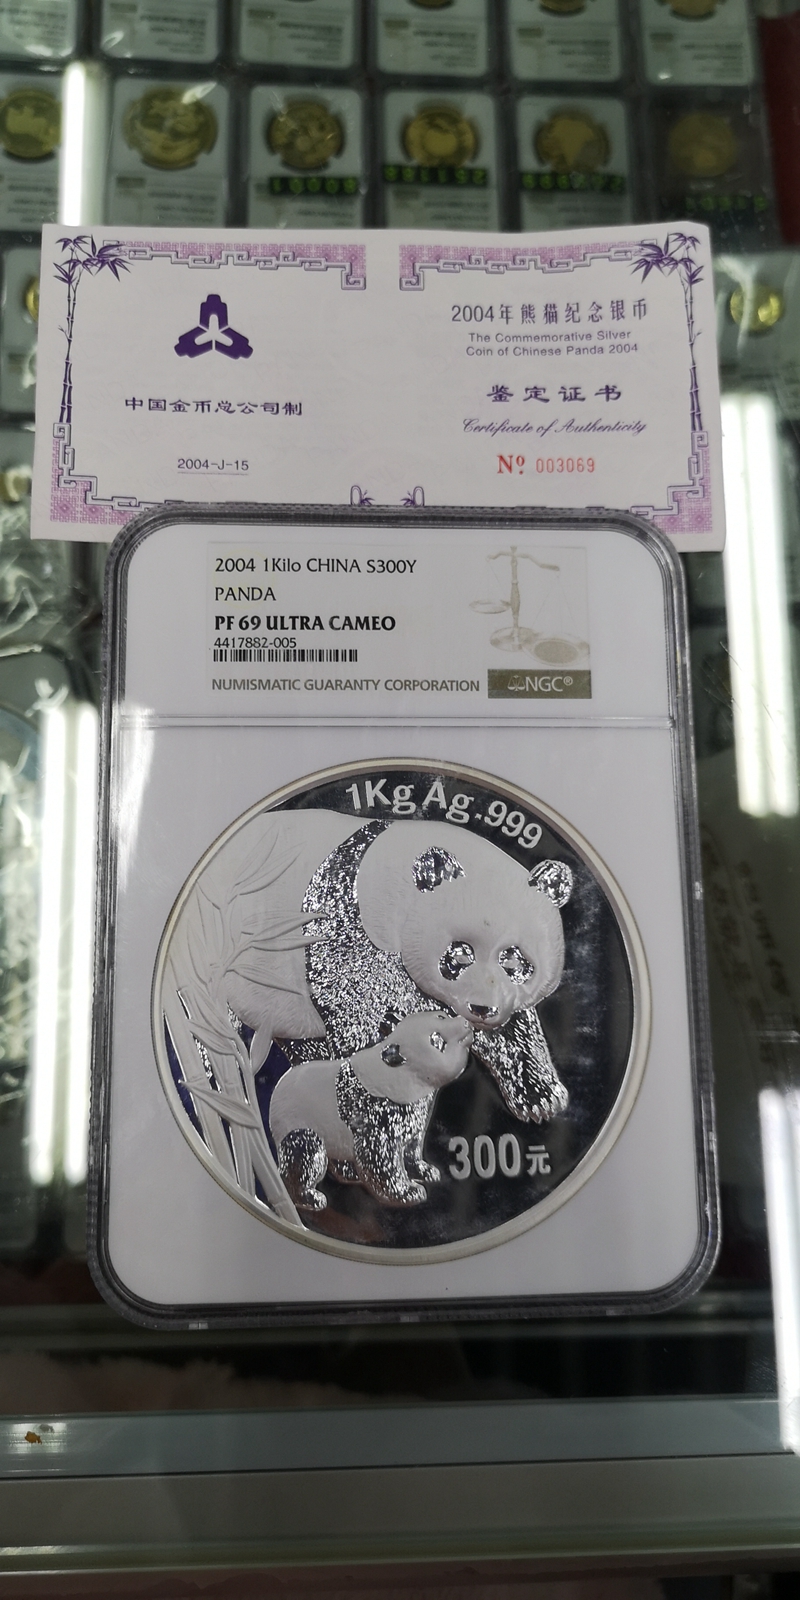 中国金币总公司制
2004-J-15
2004年熊猫纪念银币
The Commemorative Silver
Coin of Chinese Panda 2004
鉴定证书
Certificate of Authenticity
Nº 003069
2004 1Kilo CHINA S300Y
PANDA
PF 69 ULTRA CAMEO
4417882-005
NUMISMATIC GUARANTY CORPORATION
NGC®
1Kg Ag.999
300元